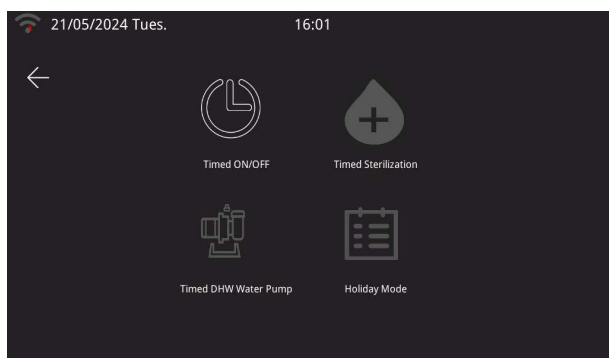 21/05/2024 Tues. 16:01
Timed ON/OFF Timed Sterilization
Timed DHW Water Pump Holiday Mode